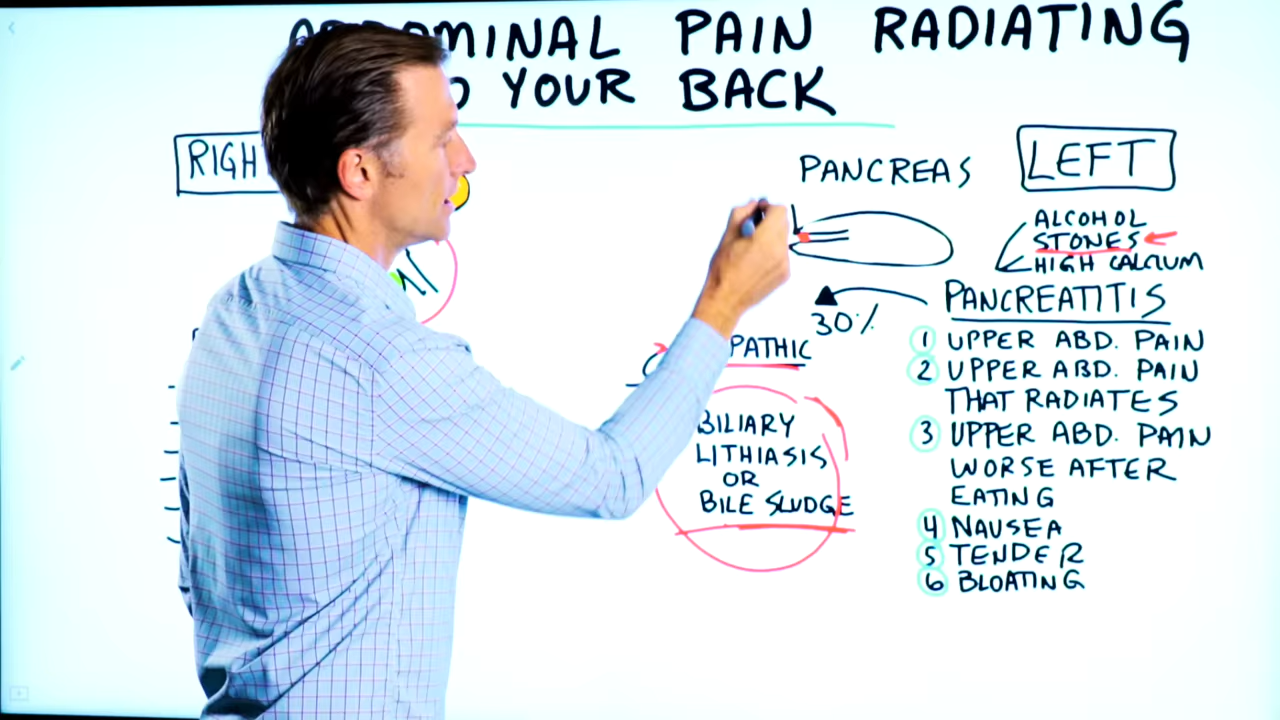 MINAL PAIN RADIATING
YOUR BACK
RIGH
PANCREAS
LEFT
ALCOHOL
STONES
HIGH CALCIUM
PANCREATITIS
30%
PATHIC
BILIARY
LITHIASIS
OR
BILE SLUDGE
1 UPPER ABD. PAIN
2 UPPER ABD. PAIN
THAT RADIATES
3 UPPER ABD. PAIN
WORSE AFTER
EATING
4 NAUSEA
5 TENDER
6 BLOATING